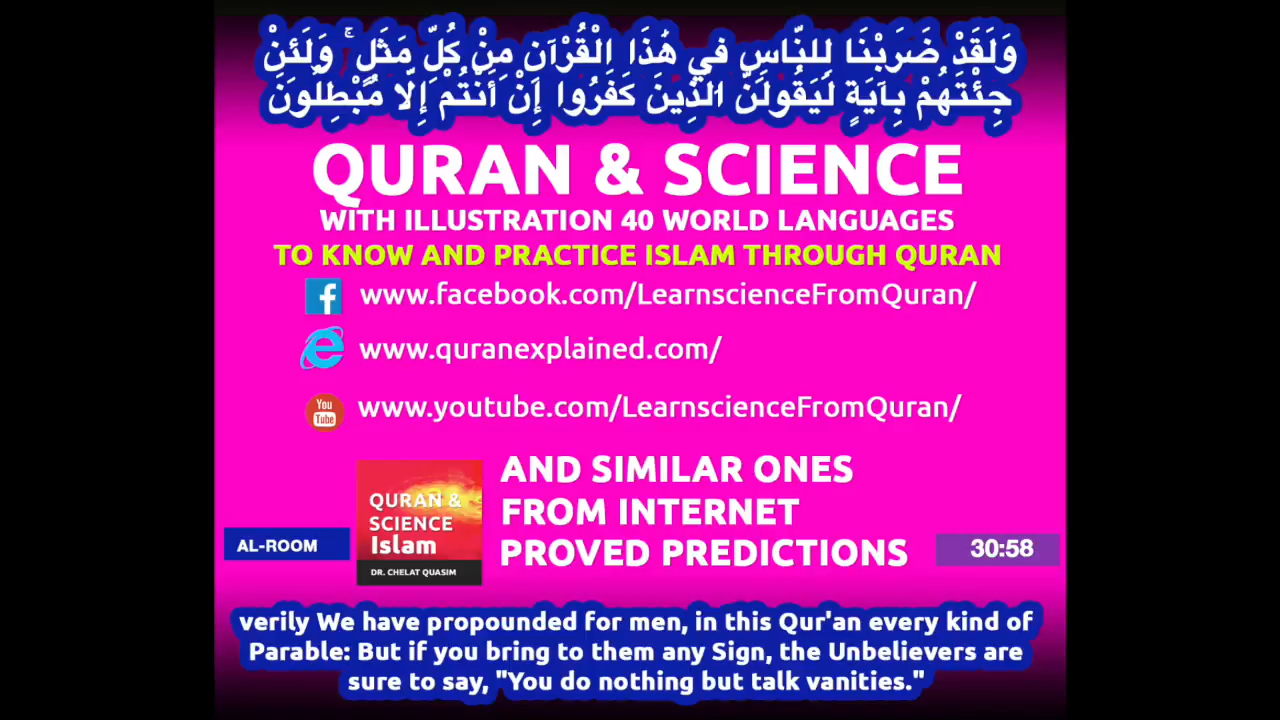 وَلَقَدْ ضَرَبْنَا لِلنَّاسِ فِي هَٰذَا الْقُرْآنِ مِنْ كُلِّ مَثَلٍ ۚ وَلَئِنْ
جِئْتَهُمْ بِآيَةٍ لَيَقُولَنَّ الَّذِينَ كَفَرُوا إِنْ أَنْتُمْ إِلَّا مُبْطِلُونَ
QURAN & SCIENCE
WITH ILLUSTRATION 40 WORLD LANGUAGES
TO KNOW AND PRACTICE ISLAM THROUGH QURAN
www.facebook.com/LearnscienceFromQuran/
www.quranexplained.com/
You
Tube
www.youtube.com/LearnscienceFromQuran/
AND SIMILAR ONES
FROM INTERNET
PROVED PREDICTIONS
QURAN &
SCIENCE
Islam
DR. CHELAT QUASIM
AL-ROOM
30:58
verily We have propounded for men, in this Qur'an every kind of
Parable: But if you bring to them any Sign, the Unbelievers are
sure to say, "You do nothing but talk vanities."